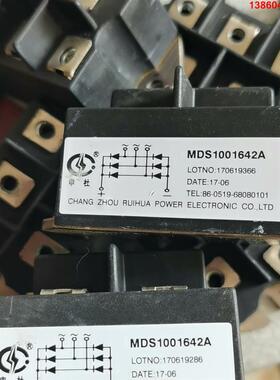 138604
MDS1001642A
LOTNO:170619366
DATE:17-06
TEL:86-0519-68080101
CHANG ZHOU RUIHUA POWER ELECTRONIC CO.,LTD
MDS1001642A
LOTNO:170619286
DATE:17-06